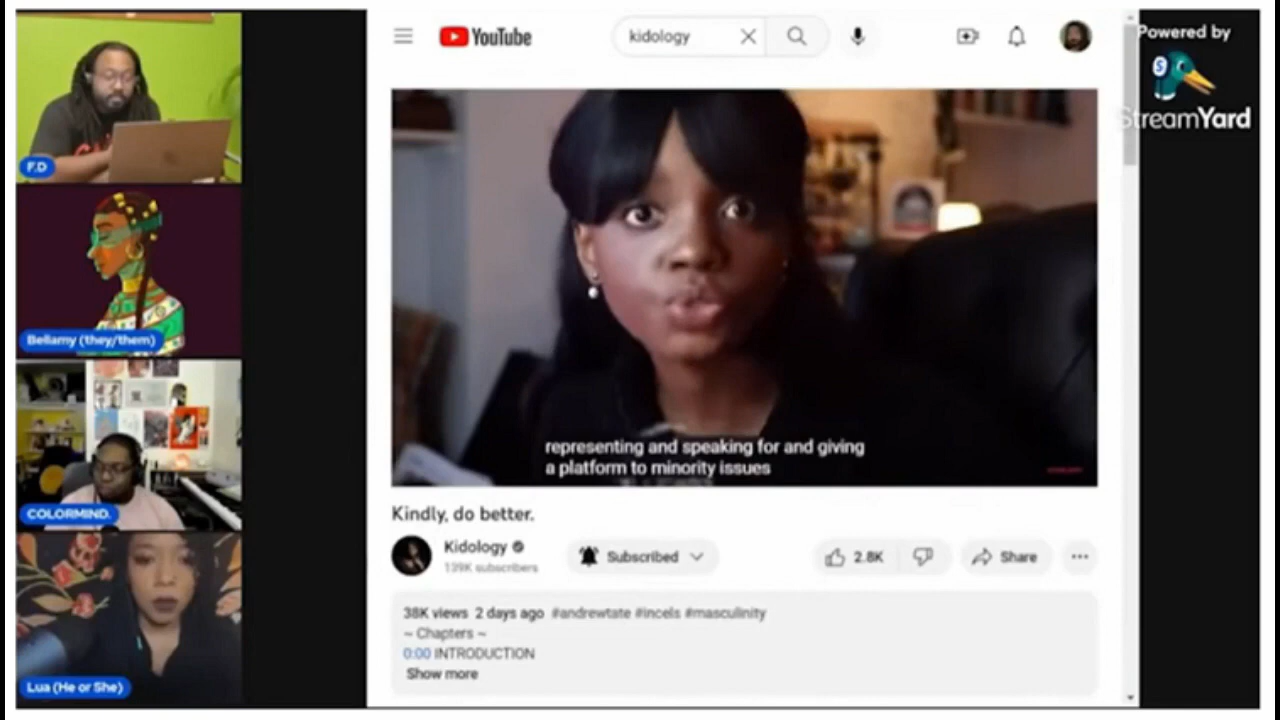 kidology
YouTube
Powered by
StreamYard
F.D
Bellamy (they/them)
COLORMIND.
Lua (He or She)
representing and speaking for and giving
a platform to minority issues
Kindly, do better.
Kidology
139K subscribers
Subscribed
2.8K
Share
38K views 2 days ago #andrewtate #incels #masculinity
~ Chapters ~
0:00 INTRODUCTION
Show more